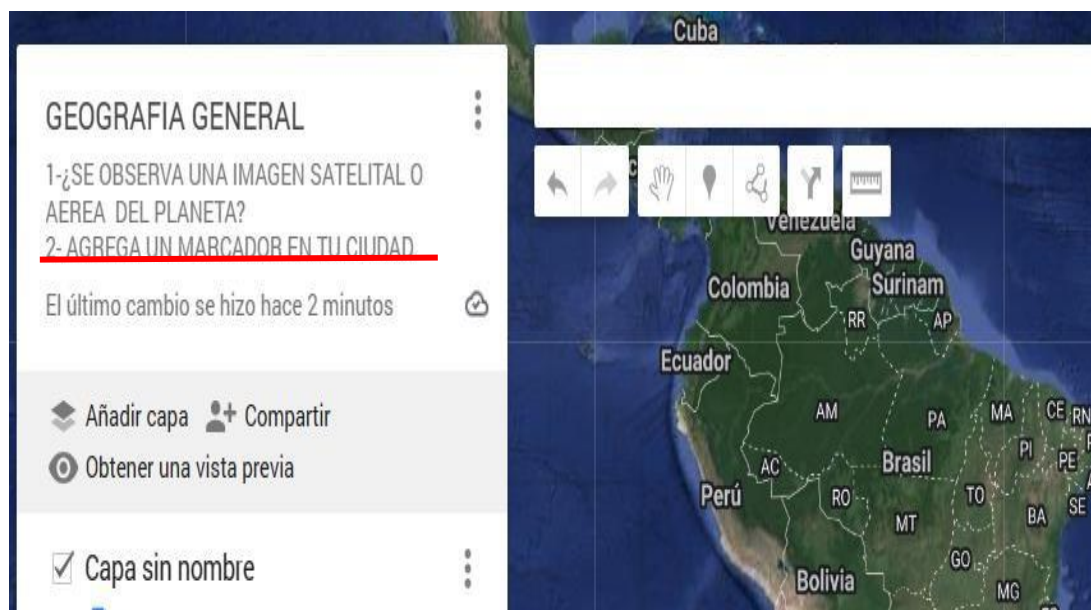 GEOGRAFIA GENERAL
1-¿SE OBSERVA UNA IMAGEN SATELITAL O
AEREA DEL PLANETA?
2- AGREGA UN MARCADOR EN TU CIUDAD
El último cambio se hizo hace 2 minutos
Añadir capa
Compartir
Obtener una vista previa
Capa sin nombre
Cuba
Venezuela
Guyana
Colombia
Surinam
RR
AP
Ecuador
AM
PA
MA
CE
RN
PI
PE
AC
Brasil
Perú
RO
TO
BA
SE
MT
GO
Bolivia
MG